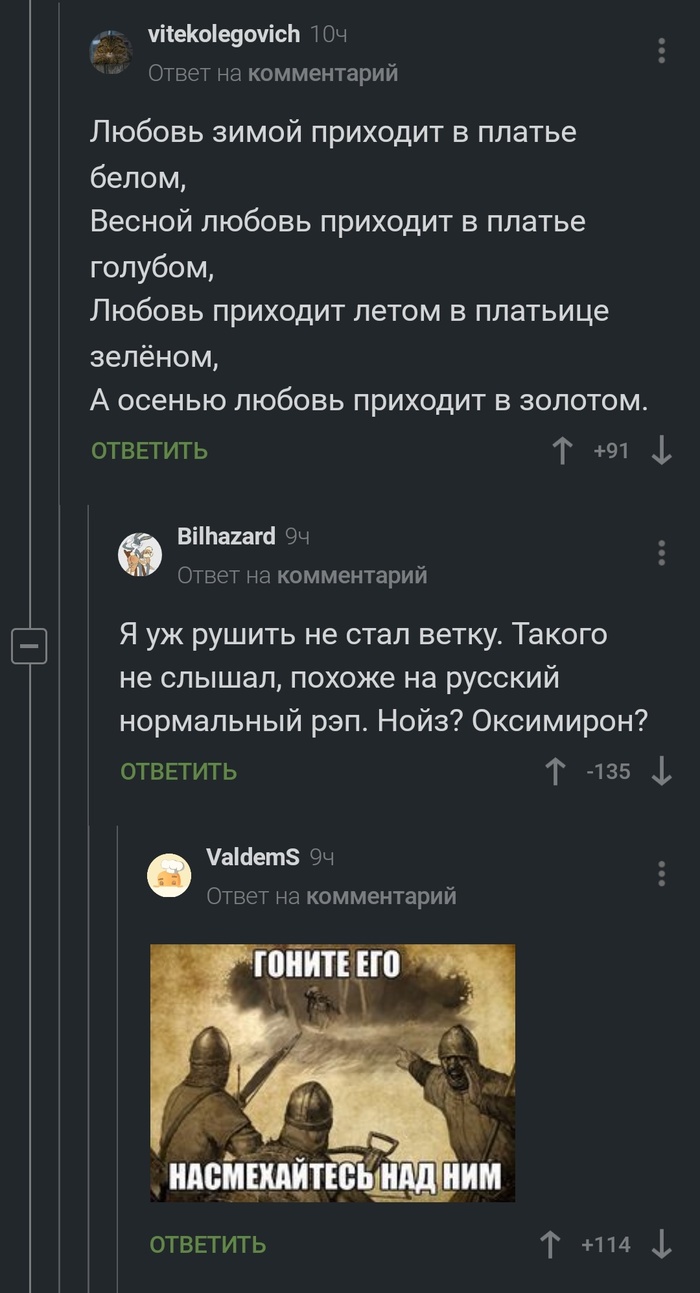 vitekolegovich 10ч
Ответ на комментарий
Любовь зимой приходит в платье
белом,
Весной любовь приходит в платье
голубом,
Любовь приходит летом в платьице
зелёном,
А осенью любовь приходит в золотом.
ОТВЕТИТЬ +91
Bilhazard 9ч
Ответ на комментарий
Я уж рушить не стал ветку. Такого
не слышал, похоже на русский
нормальный рэп. Нойз? Оксимирон?
ОТВЕТИТЬ -135
ValdemS 9ч
Ответ на комментарий
ГОНИТЕ ЕГО
НАСМЕХАЙТЕСЬ НАД НИМ
ОТВЕТИТЬ +114